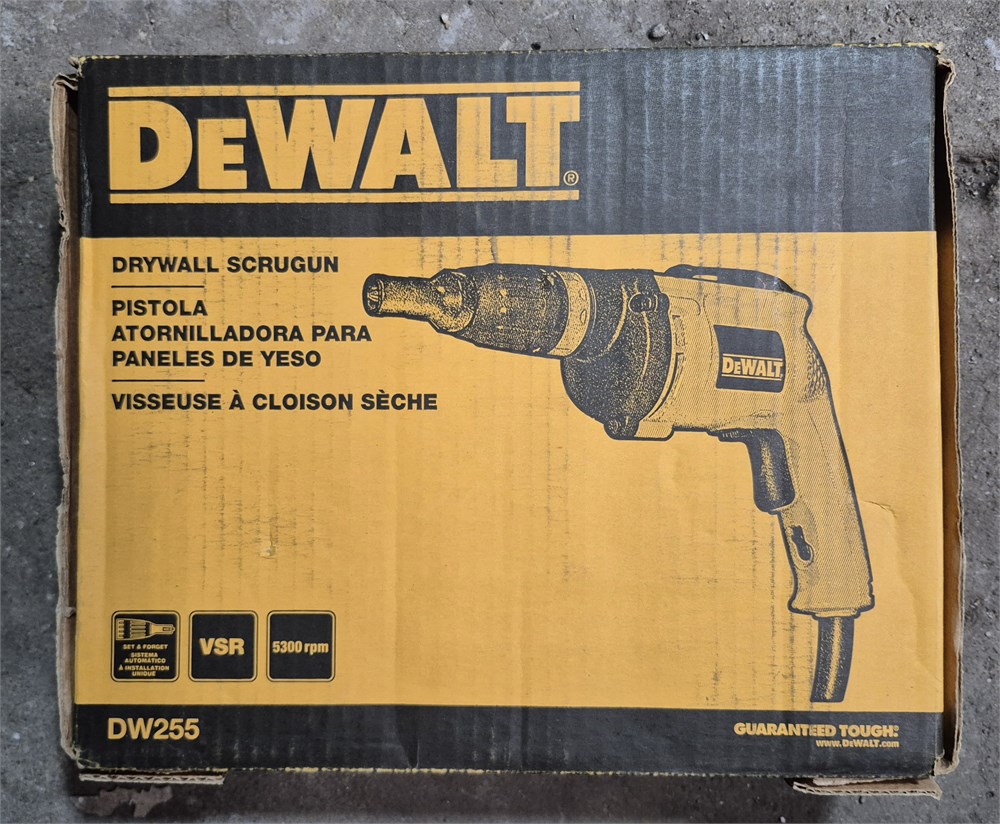 DEWALT®
DRYWALL SCRUGUN
PISTOLA
ATORNILLADORA PARA
PANELES DE YESO
VISSEUSE À CLOISON SÈCHE
DEWALT
SET & FORGET
SISTEMA
AUTOMÁTICO
À INSTALLATION
UNIQUE
VSR
5300 rpm
DW255
GUARANTEED TOUGH.®
www.DEWALT.com